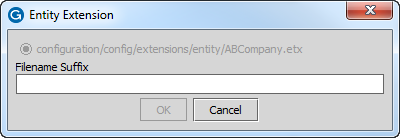 Entity Extension
configuration/config/extensions/entity/ABCompany.etx
Filename Suffix
OK Cancel